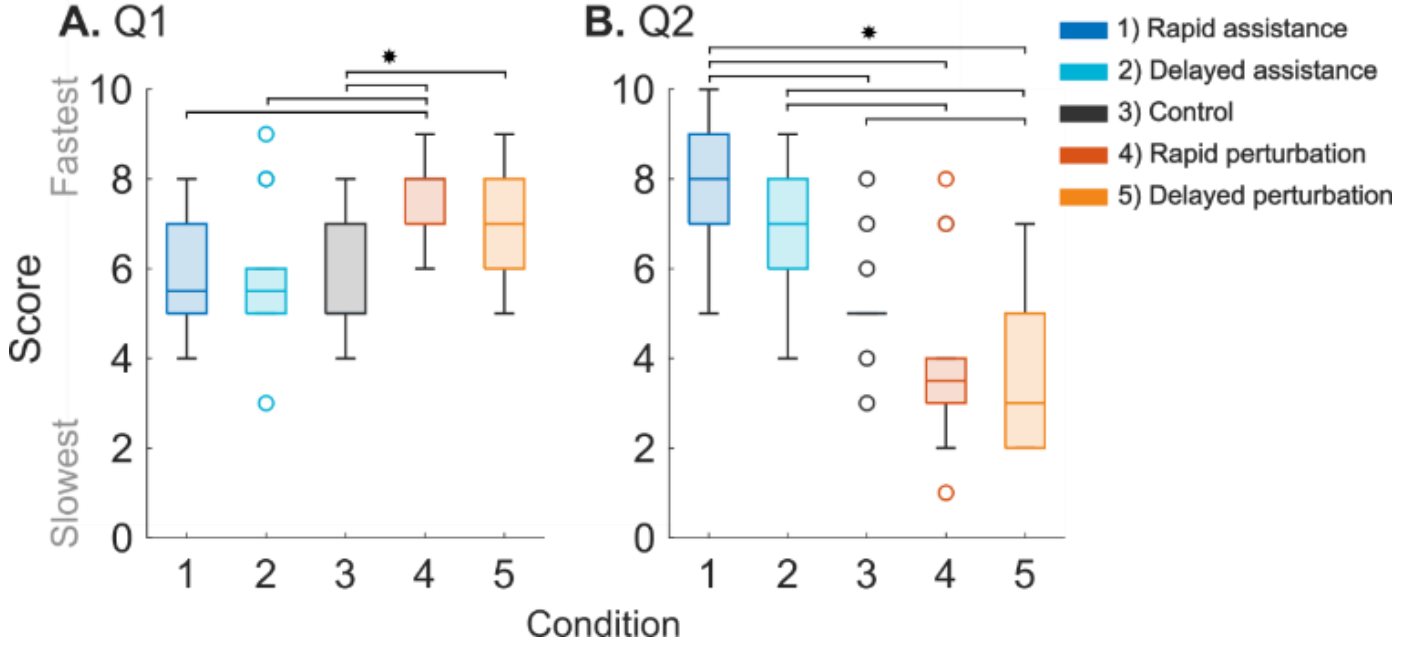 A. Q1
B. Q2
1) Rapid assistance
2) Delayed assistance
3) Control
4) Rapid perturbation
5) Delayed perturbation
Score
Fastest
Slowest
10
8
6
4
2
0
1 2 3 4 5
10
8
6
4
2
0
1 2 3 4 5
Condition